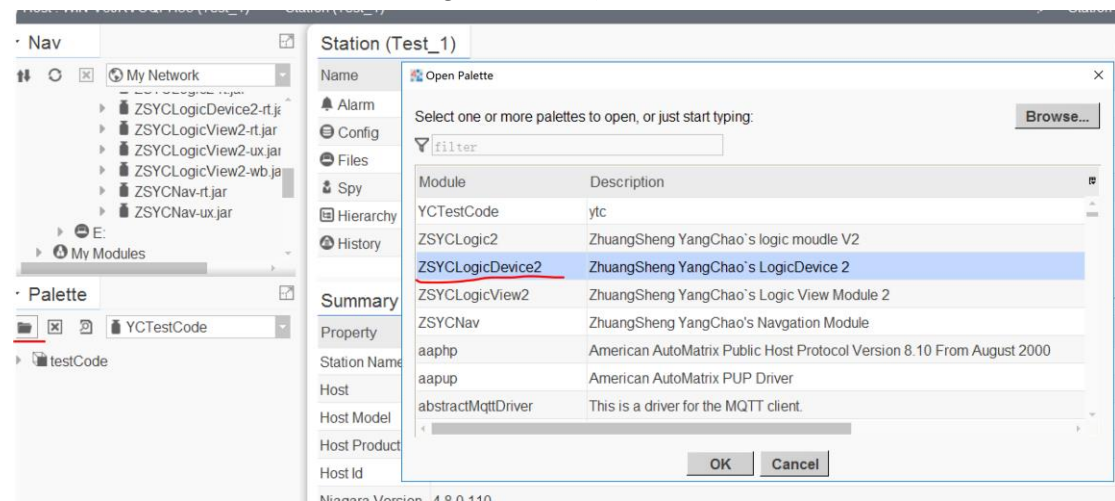 Nav
My Network
ZSYCLogicDevice2-rt.ja
ZSYCLogicView2-rt.jar
ZSYCLogicView2-ux.jar
ZSYCLogicView2-wb.ja
ZSYCNav-rt.jar
ZSYCNav-ux.jar
E:
My Modules
Palette
YCTestCode
testCode
Station (Test_1)
Name
Alarm
Config
Files
Spy
Hierarchy
History
Summary
Property
Station Name
Host
Host Model
Host Product
Host Id
Niagara Version 4.8.0.110
Open Palette
Select one or more palettes to open, or just start typing:
Browse...
filter
Module Description
YCTestCode ytc
ZSYCLogic2 ZhuangSheng YangChao`s logic moudle V2
ZSYCLogicDevice2 ZhuangSheng YangChao`s LogicDevice 2
ZSYCLogicView2 ZhuangSheng YangChao`s Logic View Module 2
ZSYCNav ZhuangSheng YangChao's Navgation Module
aaphp American AutoMatrix Public Host Protocol Version 8.10 From August 2000
aapup American AutoMatrix PUP Driver
abstractMqttDriver This is a driver for the MQTT client.
OK Cancel